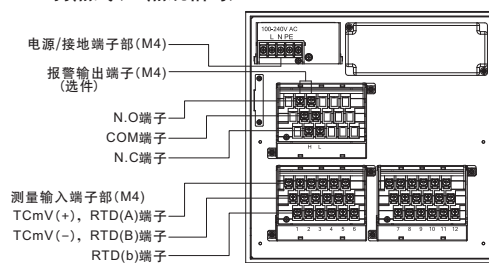 100-240V AC
L N PE
电源/接地端子部(M4)
报警输出端子(M4)
(选件)
N.O端子
COM端子
N.C端子
H L
测量输入端子部(M4)
TCmV(+), RTD(A)端子
TCmV(-), RTD(B)端子
RTD(b)端子
1 2 3 4 5 6
7 8 9 10 11 12